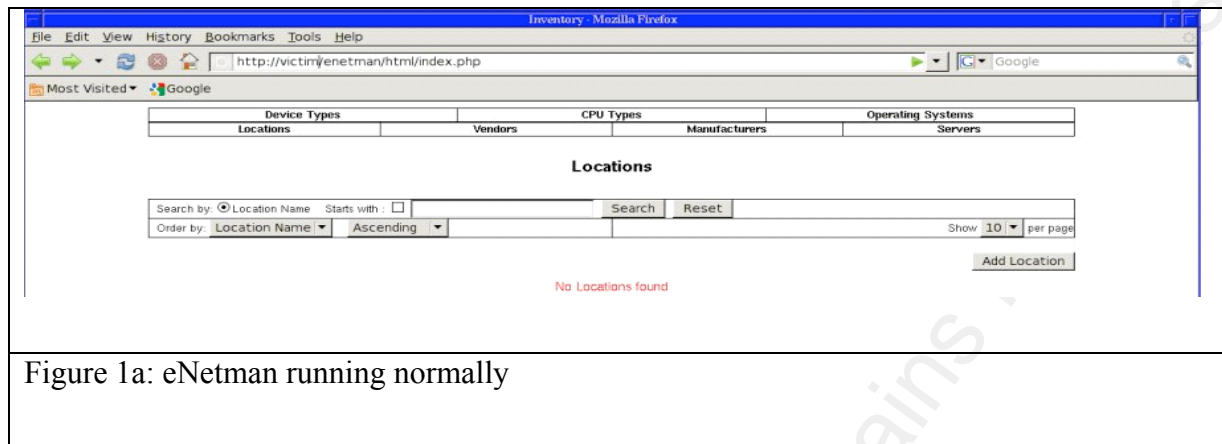 Inventory - Mozilla Firefox
File Edit View History Bookmarks Tools Help
http://victim/enetman/html/index.php Google
Most Visited Google
Device Types CPU Types Operating Systems
Locations Vendors Manufacturers Servers
Locations
Search by: Location Name Starts with : Search Reset
Order by: Location Name Ascending Show 10 per page
Add Location
No Locations found
Figure 1a: eNetman running normally
ains